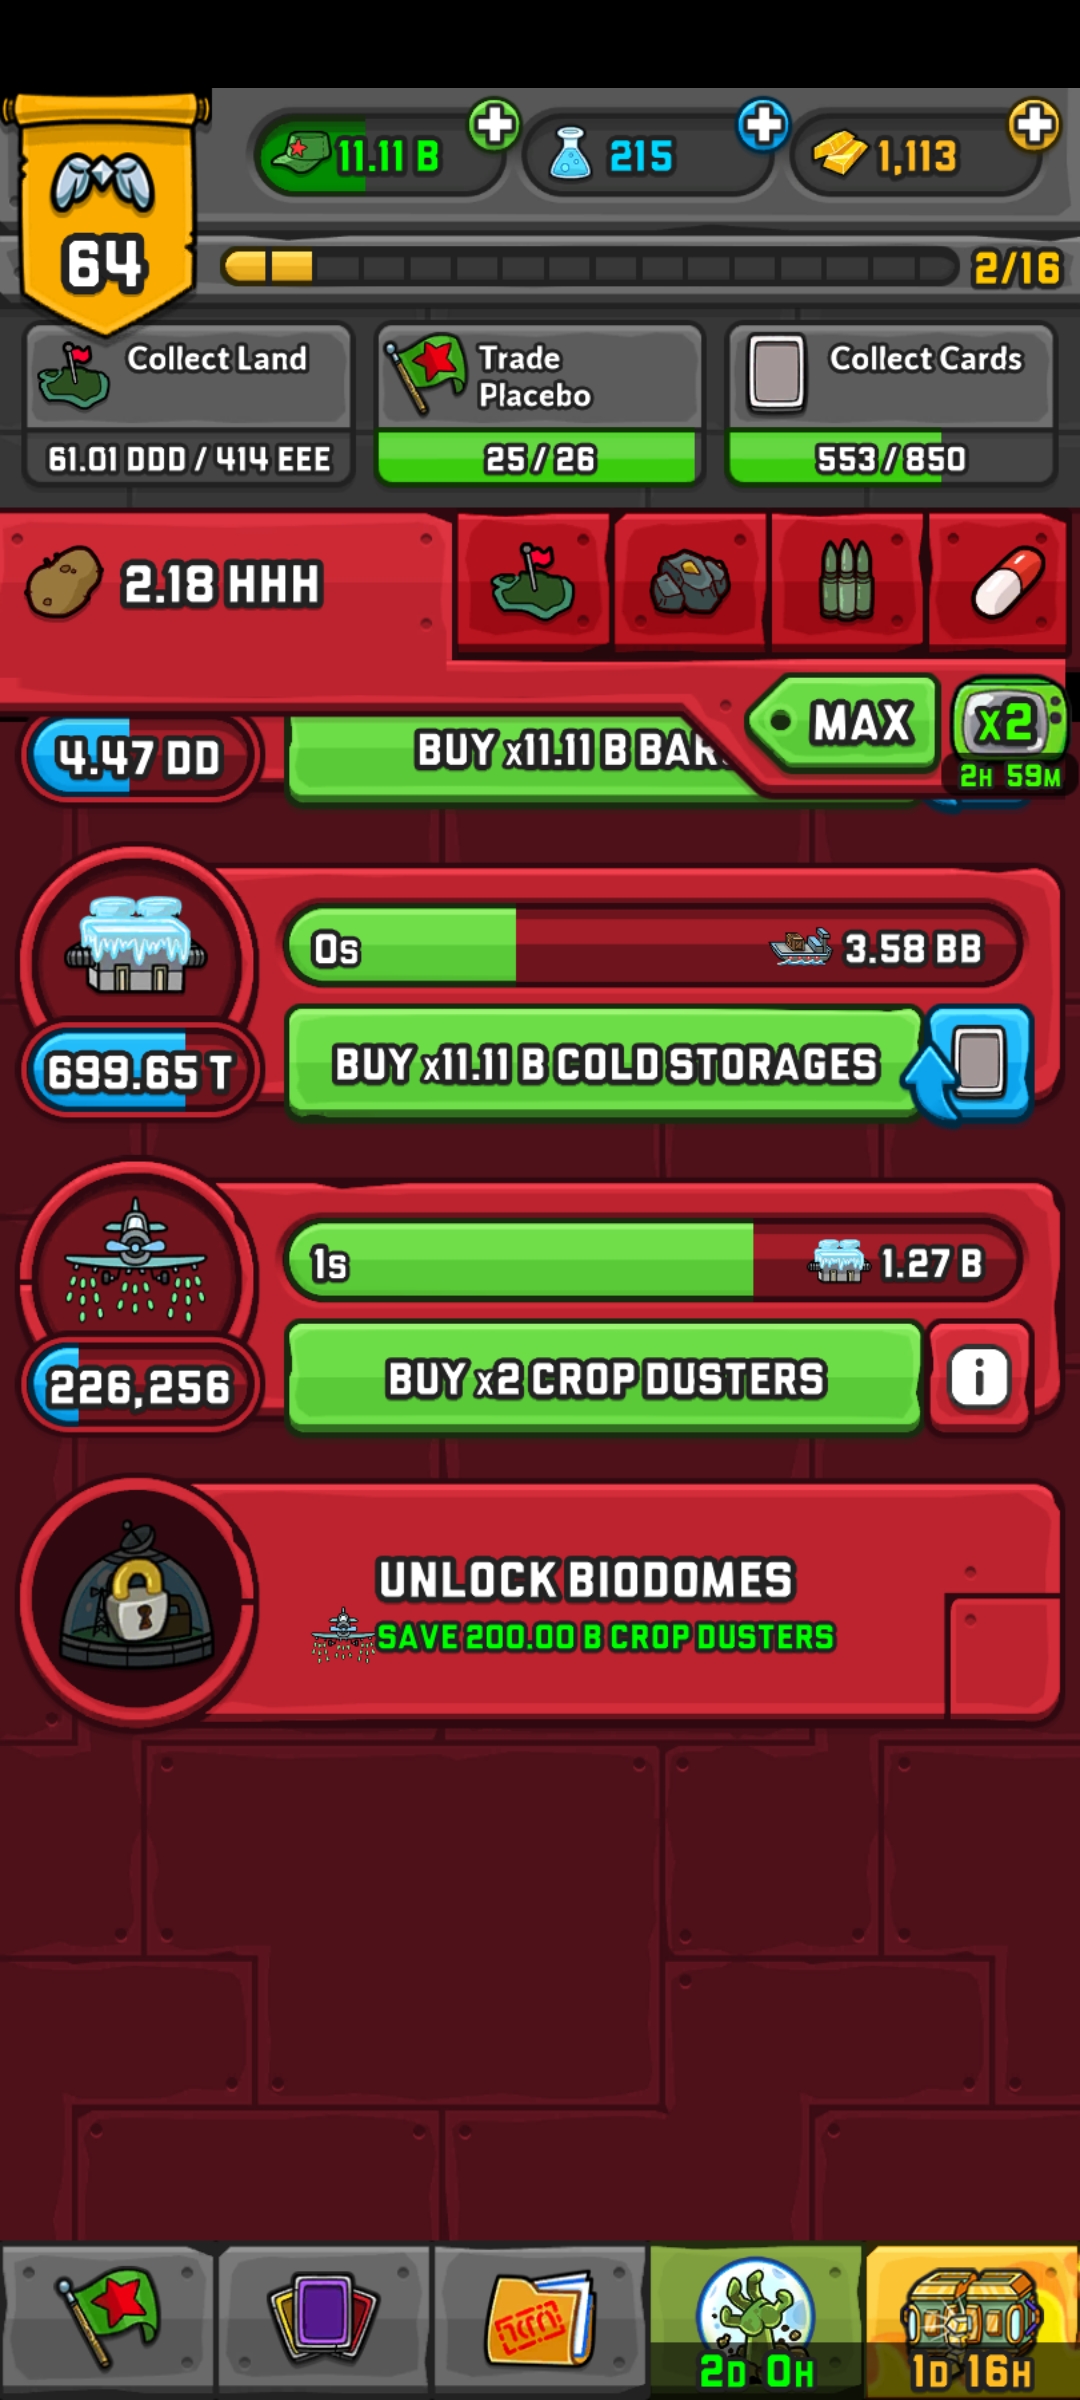 11.11 B
215
1,113
64
2/16
Collect Land
61.01 DDD / 414 EEE
Trade
Placebo
25 / 26
Collect Cards
553 / 850
2.18 HHH
MAX
x2
2H 59M
4.47 DD
BUY x11.11 B BAR
0s
3.58 BB
699.65 T
BUY x11.11 B COLD STORAGES
1s
1.27 B
226,256
BUY x2 CROP DUSTERS
i
UNLOCK BIODOMES
SAVE 200.00 B CROP DUSTERS
2D 0H
1D 16H